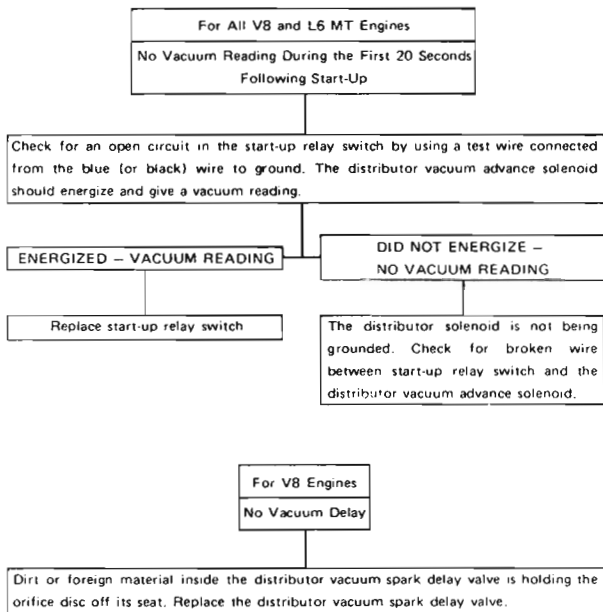 For All V8 and L6 MT Engines
No Vacuum Reading During the First 20 Seconds
Following Start-Up
Check for an open circuit in the start-up relay switch by using a test wire connected
from the blue (or black) wire to ground. The distributor vacuum advance solenoid
should energize and give a vacuum reading.
ENERGIZED – VACUUM READING
DID NOT ENERGIZE –
NO VACUUM READING
Replace start-up relay switch
The distributor solenoid is not being
grounded. Check for broken wire
between start-up relay switch and the
distributor vacuum advance solenoid.
For V8 Engines
No Vacuum Delay
Dirt or foreign material inside the distributor vacuum spark delay valve is holding the
orifice disc off its seat. Replace the distributor vacuum spark delay valve.